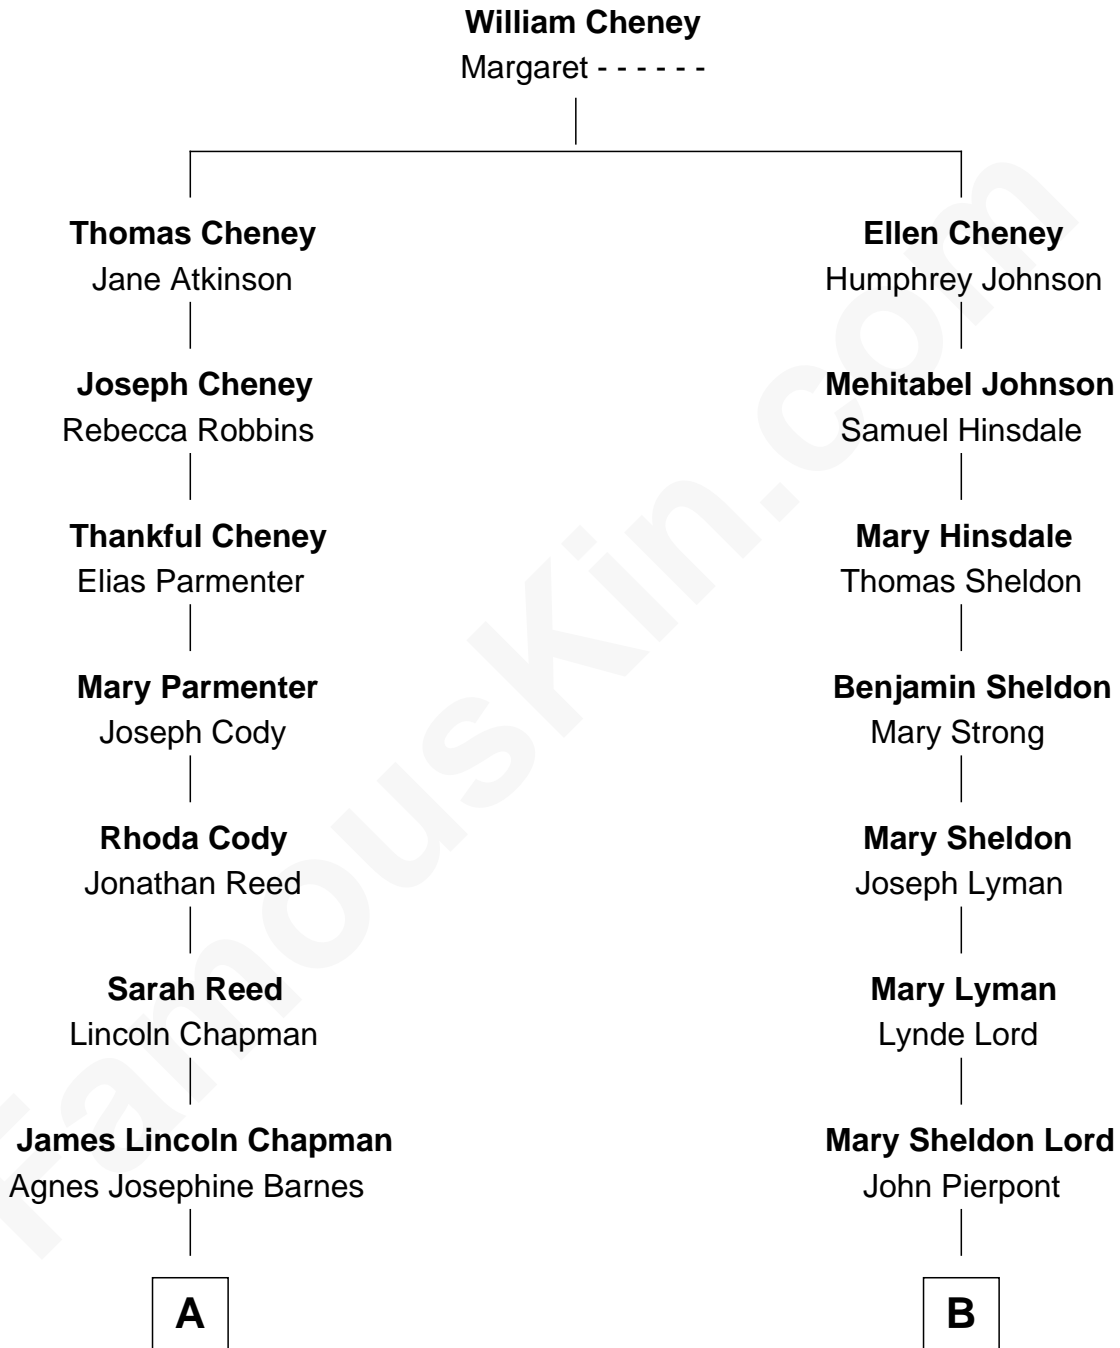 William Cheney
Margaret - - - - - -
Thomas Cheney
Jane Atkinson
Ellen Cheney
Humphrey Johnson
Joseph Cheney
Rebecca Robbins
Mehitabel Johnson
Samuel Hinsdale
Thankful Cheney
Elias Parmenter
Mary Hinsdale
Thomas Sheldon
Mary Parmenter
Joseph Cody
Benjamin Sheldon
Mary Strong
Rhoda Cody
Jonathan Reed
Mary Sheldon
Joseph Lyman
Sarah Reed
Lincoln Chapman
Mary Lyman
Lynde Lord
James Lincoln Chapman
Agnes Josephine Barnes
Mary Sheldon Lord
John Pierpont
A
B
FamousKin.com